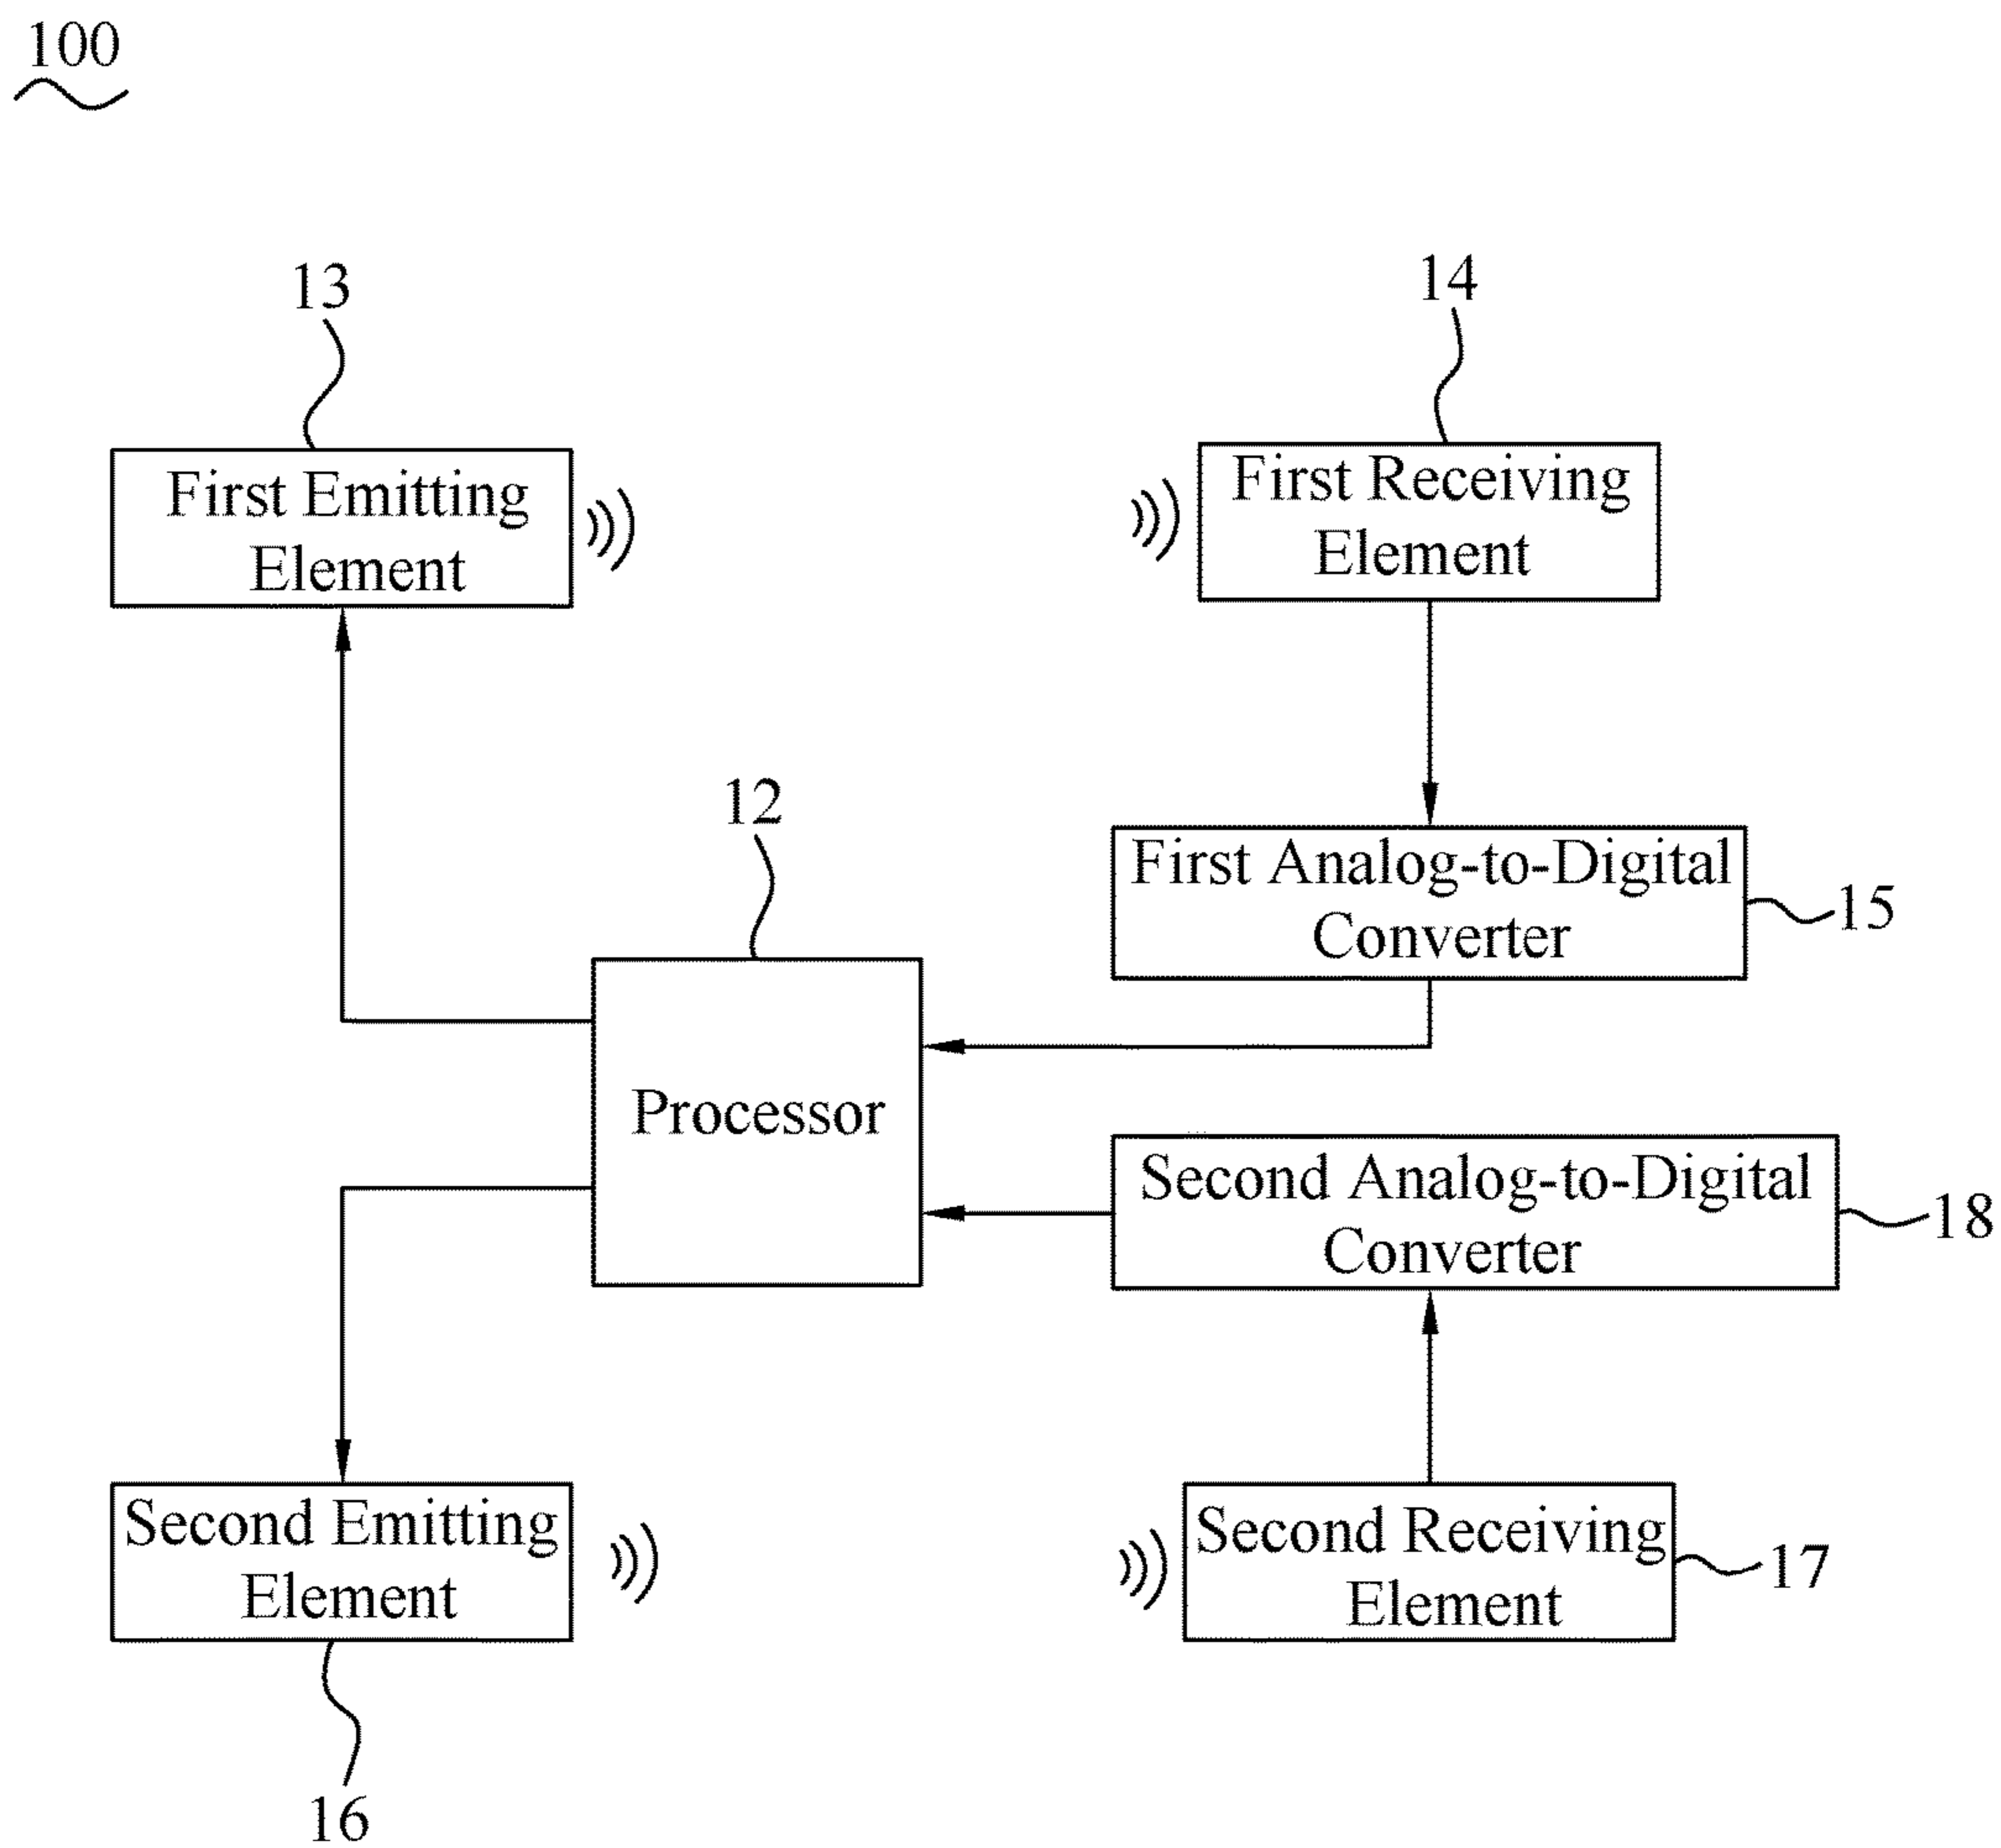 100
13
14
First Emitting
Element
First Receiving
Element
12
First Analog-to-Digital
Converter
15
Processor
Second Analog-to-Digital
Converter
18
Second Emitting
Element
Second Receiving
Element
17
16